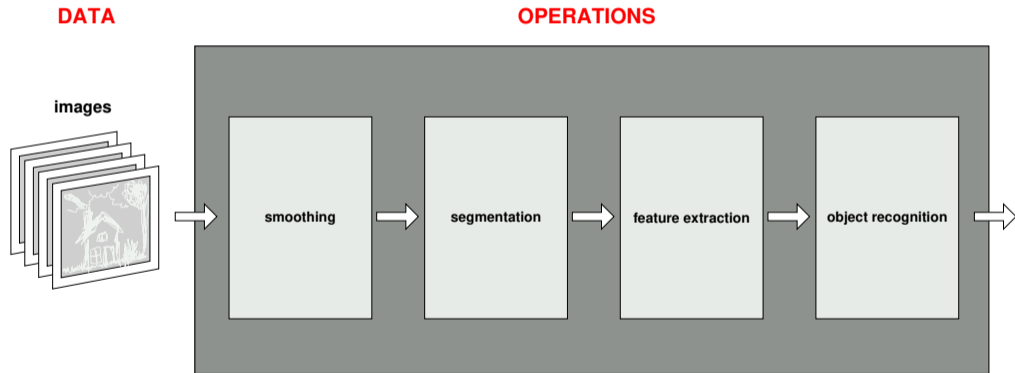 DATA
OPERATIONS
images
smoothing
segmentation
feature extraction
object recognition